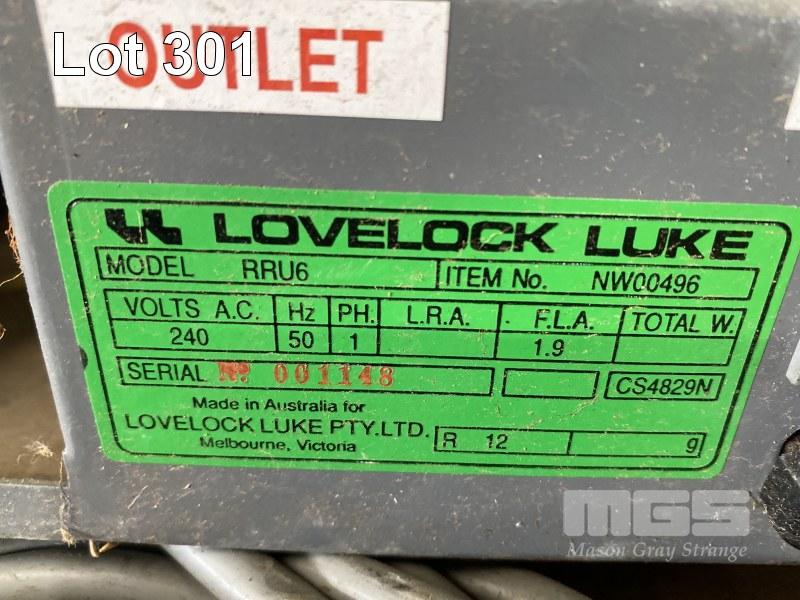 Lot 301
OUTLET
LOVELOCK LUKE
MODEL RRU6 ITEM No. NW00496
VOLTS A.C. Hz PH. L.R.A. F.L.A. TOTAL W.
240 50 1 1.9
SERIAL No. 001148 CS4829N
Made in Australia for
LOVELOCK LUKE PTY.LTD.
Melbourne, Victoria
R 12 g
MGS
Mason Gray Strange